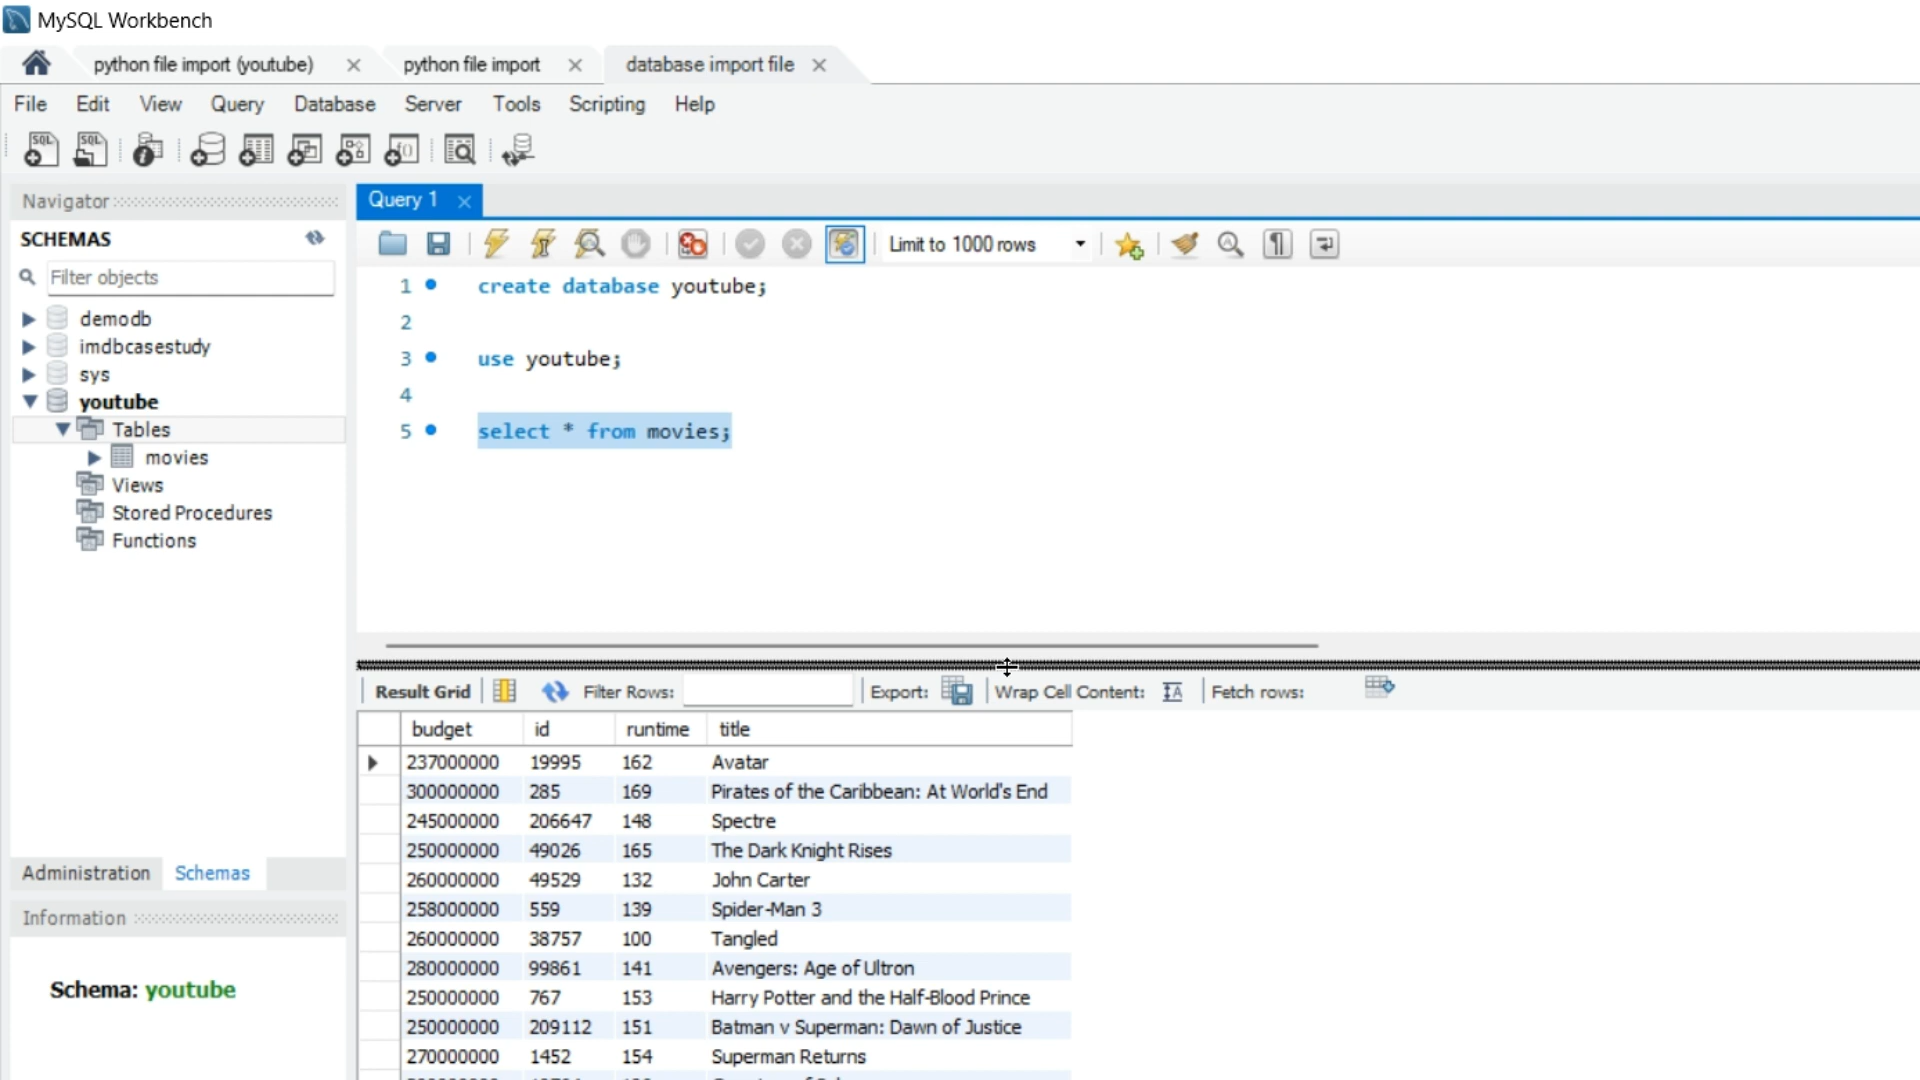 MySQL Workbench
python file import (youtube)
python file import
database import file
File Edit View Query Database Server Tools Scripting Help
Navigator
SCHEMAS
Filter objects
demodb
imdbcasestudy
sys
youtube
Tables
movies
Views
Stored Procedures
Functions
Administration Schemas
Information
Schema: youtube
Query 1
Limit to 1000 rows
1 create database youtube;
2
3 use youtube;
4
5 select * from movies;
Result Grid Filter Rows: Export: Wrap Cell Content: Fetch rows:
budget id runtime title
237000000 19995 162 Avatar
300000000 285 169 Pirates of the Caribbean: At World's End
245000000 206647 148 Spectre
250000000 49026 165 The Dark Knight Rises
260000000 49529 132 John Carter
258000000 559 139 Spider-Man 3
260000000 38757 100 Tangled
280000000 99861 141 Avengers: Age of Ultron
250000000 767 153 Harry Potter and the Half-Blood Prince
250000000 209112 151 Batman v Superman: Dawn of Justice
270000000 1452 154 Superman Returns